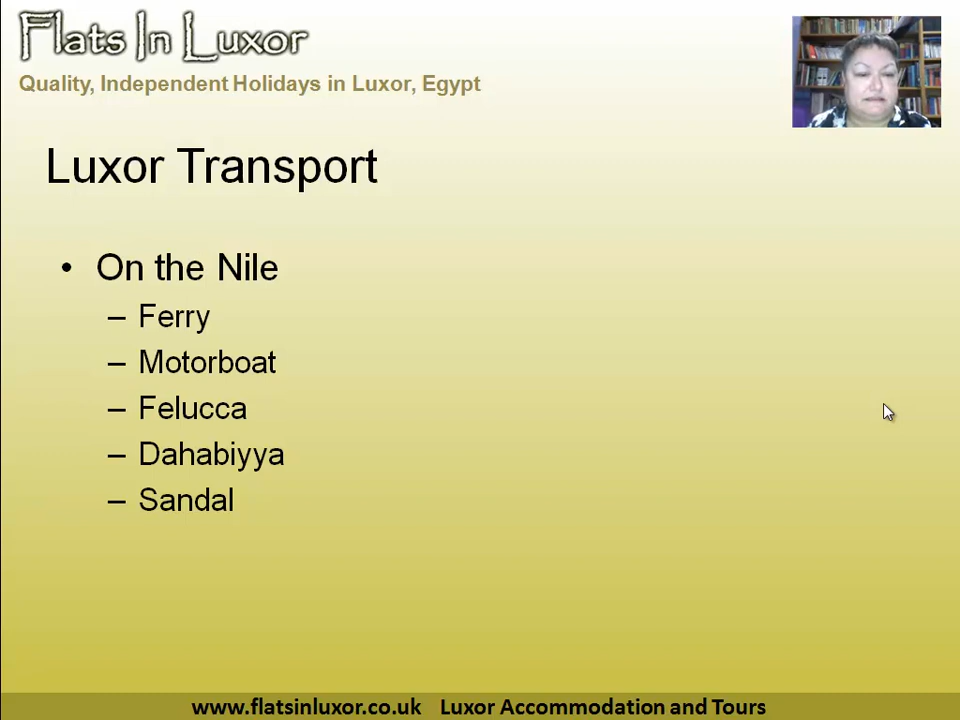 Flats In Luxor
Quality, Independent Holidays in Luxor, Egypt
Luxor Transport
• On the Nile
– Ferry
– Motorboat
– Felucca
– Dahabiyya
– Sandal
www.flatsinluxor.co.uk Luxor Accommodation and Tours